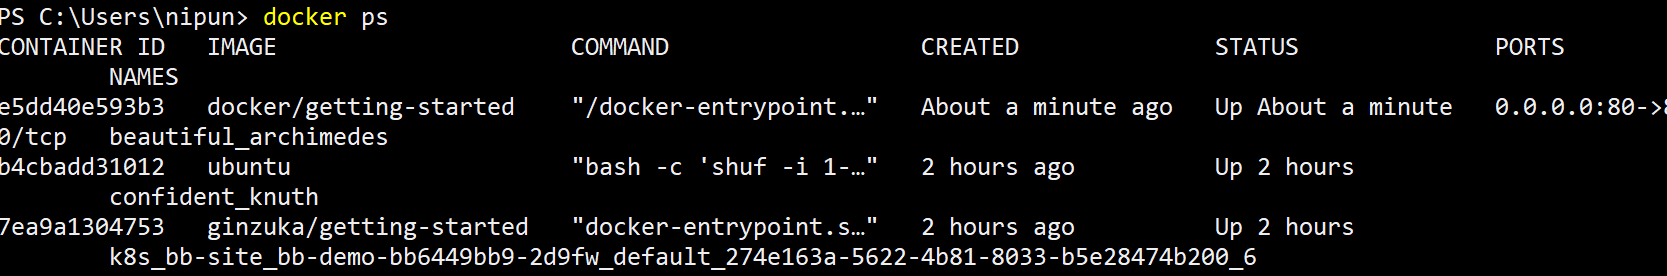 PS C:\Users\nipun> docker ps
CONTAINER ID   IMAGE                     COMMAND                  CREATED              STATUS              PORTS
        NAMES
e5dd40e593b3   docker/getting-started    "/docker-entrypoint.…"   About a minute ago   Up About a minute   0.0.0.0:80->8
0/tcp   beautiful_archimedes
b4cbadd31012   ubuntu                    "bash -c 'shuf -i 1-…"   2 hours ago          Up 2 hours
        confident_knuth
7ea9a1304753   ginzuka/getting-started   "docker-entrypoint.s…"   2 hours ago          Up 2 hours
        k8s_bb-site_bb-demo-bb6449bb9-2d9fw_default_274e163a-5622-4b81-8033-b5e28474b200_6